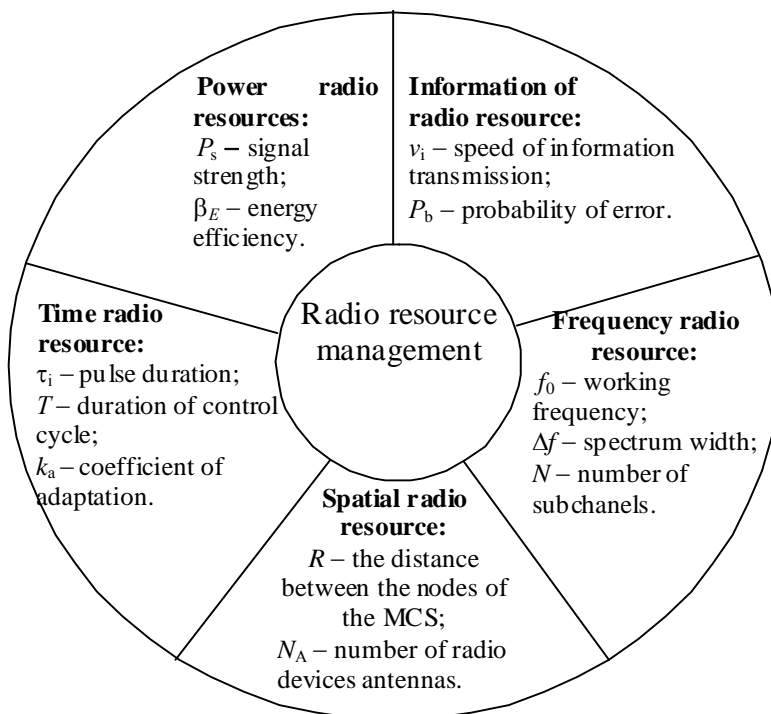 Power radio
resources:
Pₛ – signal
strength;
β_E – energy
efficiency.
Information of
radio resource:
vᵢ – speed of information
transmission;
P_b – probability of error.
Radio resource
management
Time radio
resource:
τᵢ – pulse duration;
T – duration of control
cycle;
kₐ – coefficient of
adaptation.
Frequency radio
resource:
f₀ – working
frequency;
Δf – spectrum width;
N – number of
subchanels.
Spatial radio
resource:
R – the distance
between the nodes of
the MCS;
N_A – number of radio
devices antennas.